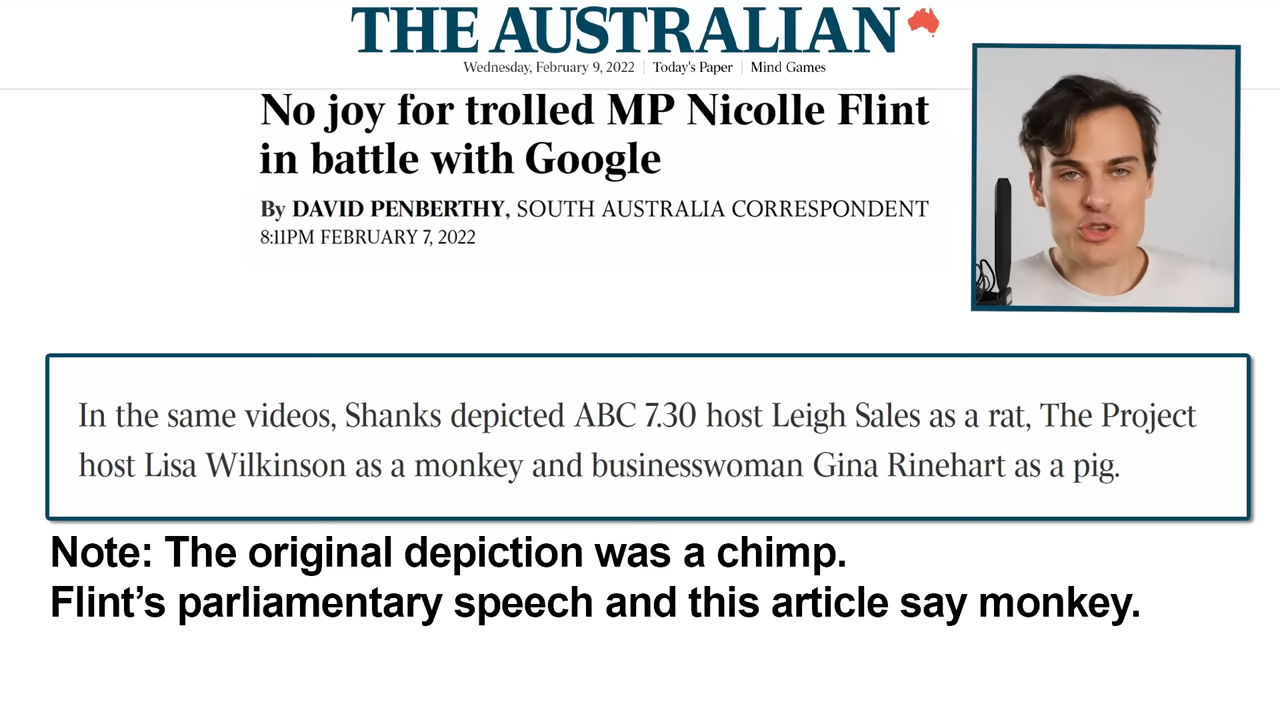 THE AUSTRALIAN
Wednesday, February 9, 2022 | Today's Paper | Mind Games
No joy for trolled MP Nicolle Flint
in battle with Google
By DAVID PENBERTHY, SOUTH AUSTRALIA CORRESPONDENT
8:11PM FEBRUARY 7, 2022
In the same videos, Shanks depicted ABC 7.30 host Leigh Sales as a rat, The Project
host Lisa Wilkinson as a monkey and businesswoman Gina Rinehart as a pig.
Note: The original depiction was a chimp.
Flint’s parliamentary speech and this article say monkey.